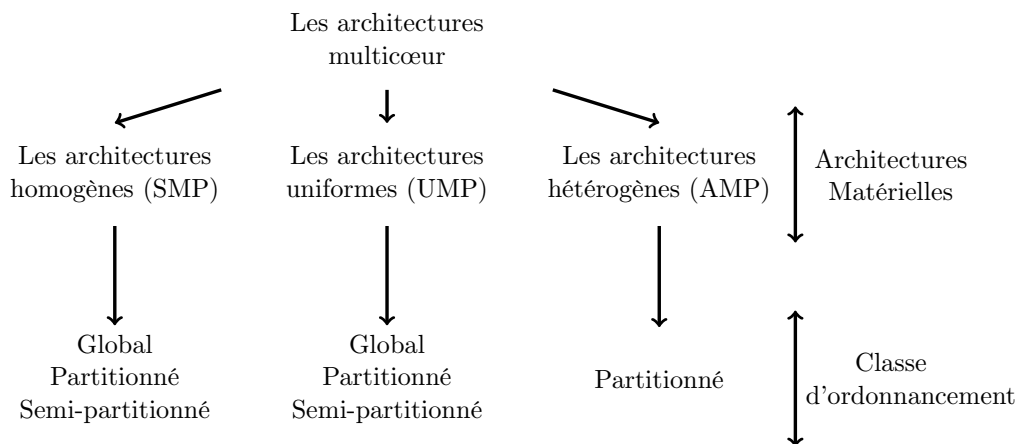 Les architectures
multicœur
Les architectures
homogènes (SMP)
Les architectures
uniformes (UMP)
Les architectures
hétérogènes (AMP)
Architectures
Matérielles
Global
Partitionné
Semi-partitionné
Global
Partitionné
Semi-partitionné
Partitionné
Classe
d'ordonnancement